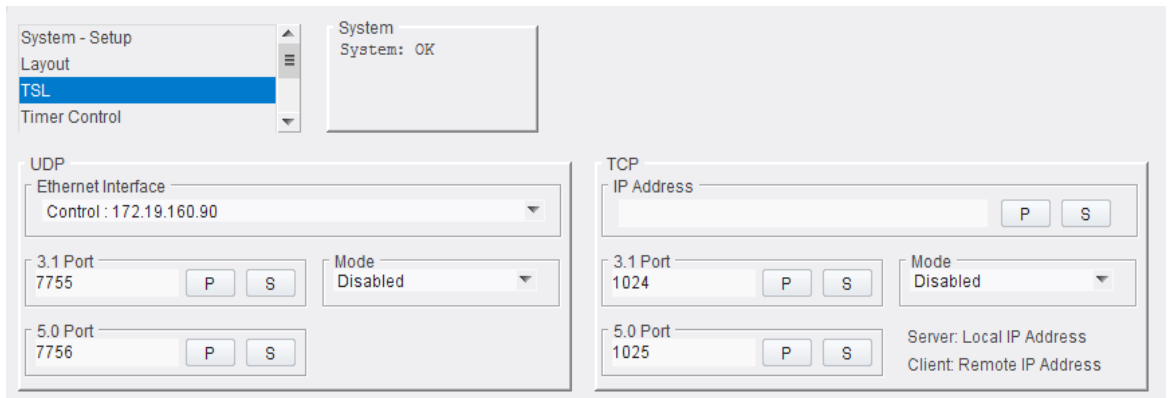 System - Setup
Layout
TSL
Timer Control
System
System: OK
UDP
Ethernet Interface
Control : 172.19.160.90
3.1 Port
7755
P
S
Mode
Disabled
5.0 Port
7756
P
S
TCP
IP Address
P
S
3.1 Port
1024
P
S
Mode
Disabled
5.0 Port
1025
P
S
Server: Local IP Address
Client: Remote IP Address